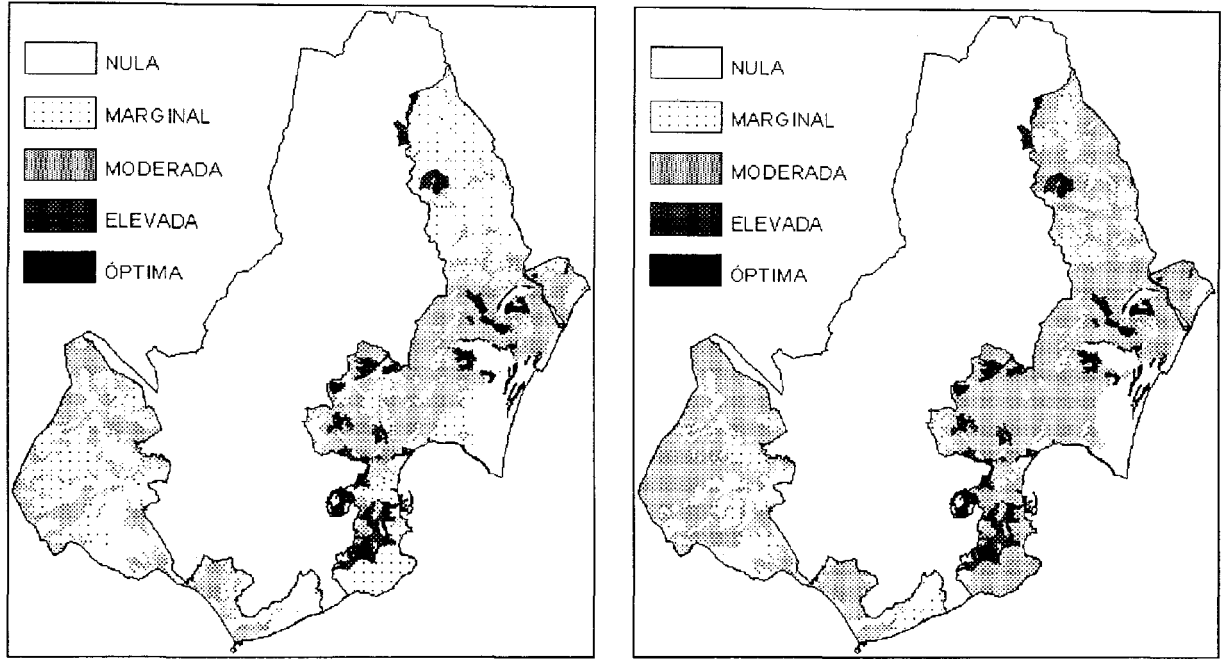 NULA
MARGINAL
MODERADA
ELEVADA
ÓPTIMA
NULA
MARGINAL
MODERADA
ELEVADA
ÓPTIMA